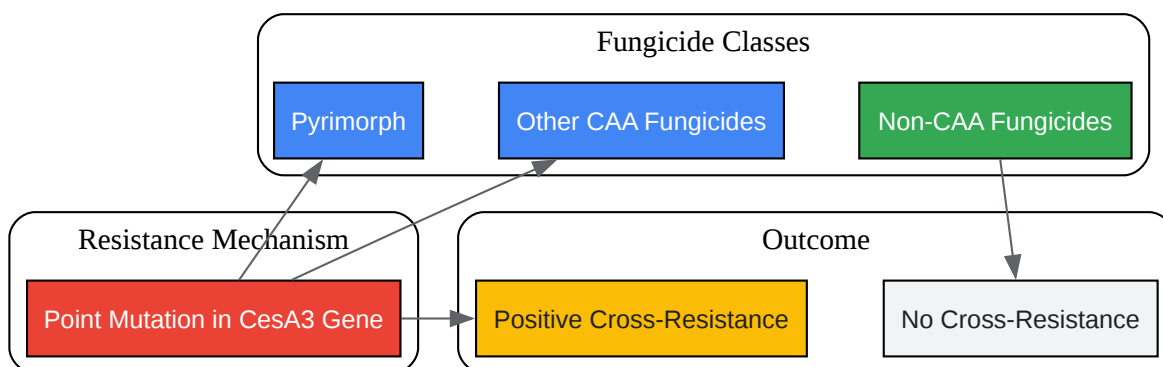 Fungicide Classes
Pyrimorph
Other CAA Fungicides
Non-CAA Fungicides
Resistance Mechanism
Outcome
Point Mutation in CesA3 Gene
Positive Cross-Resistance
No Cross-Resistance